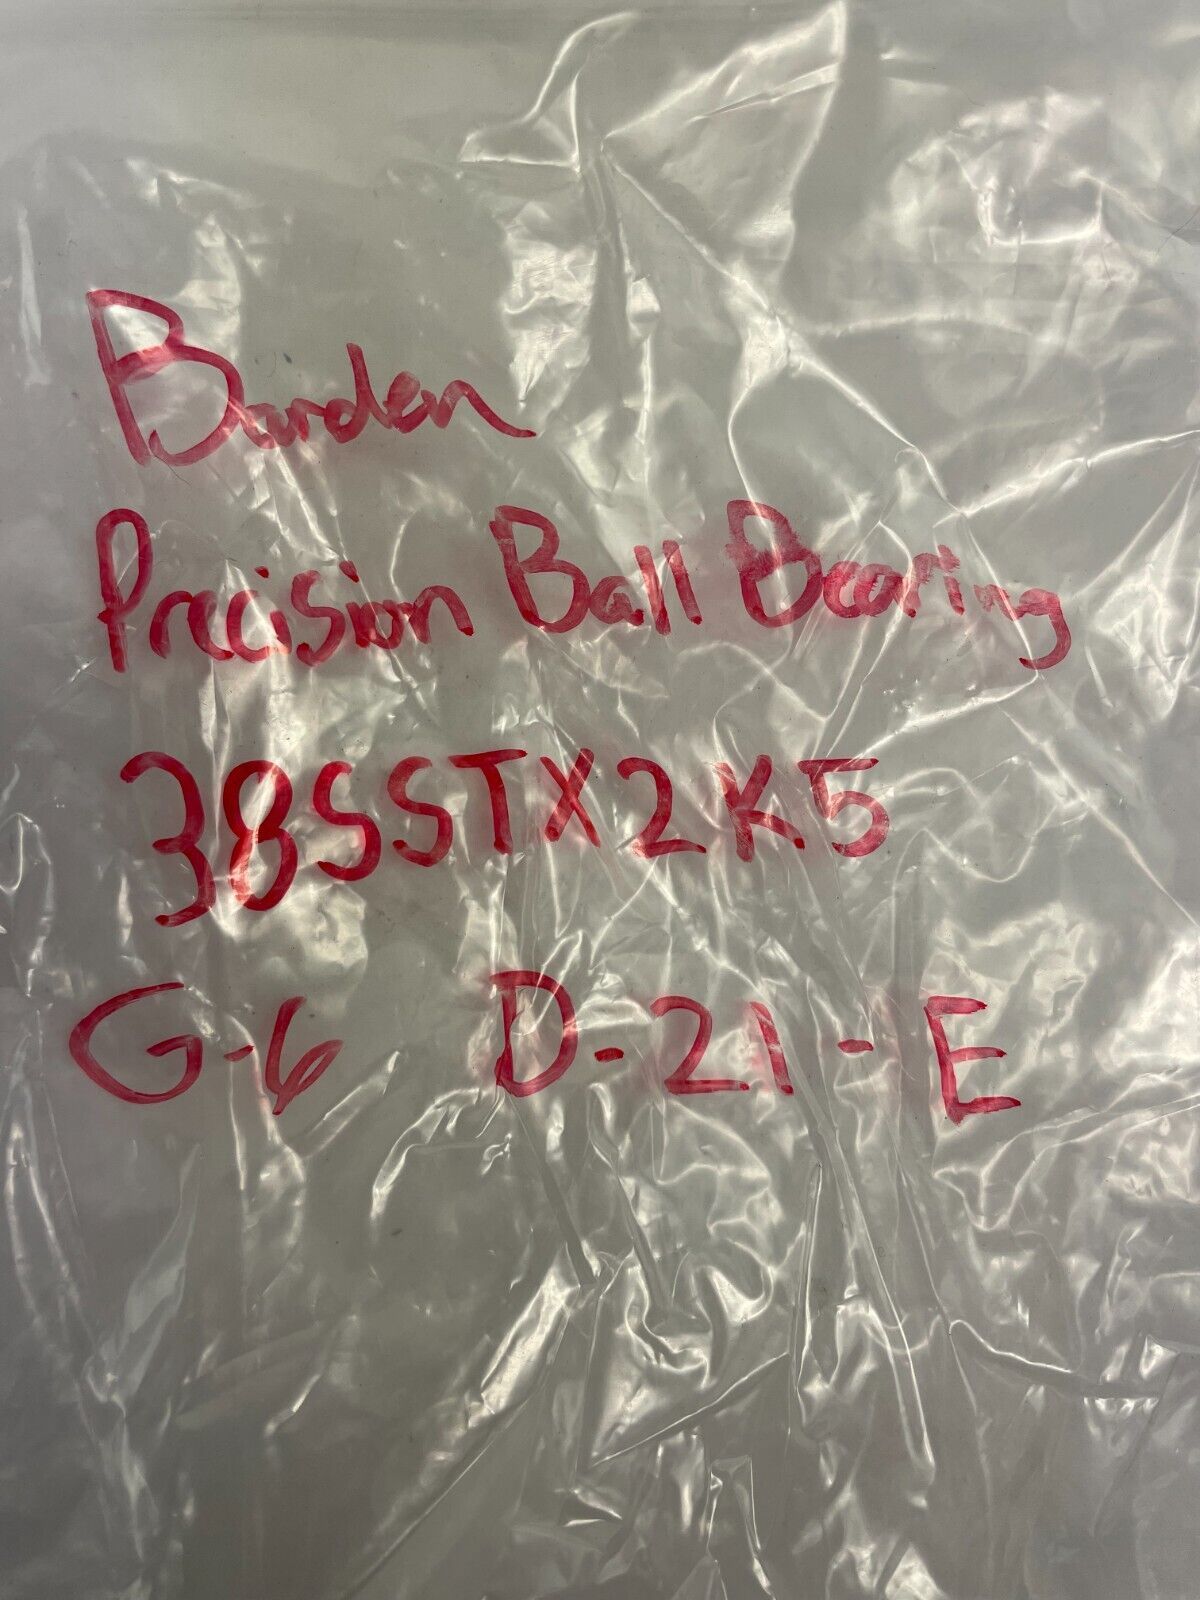 Barden
Precision Ball Bearing
38SSTX2K5
G-6 D-21-E